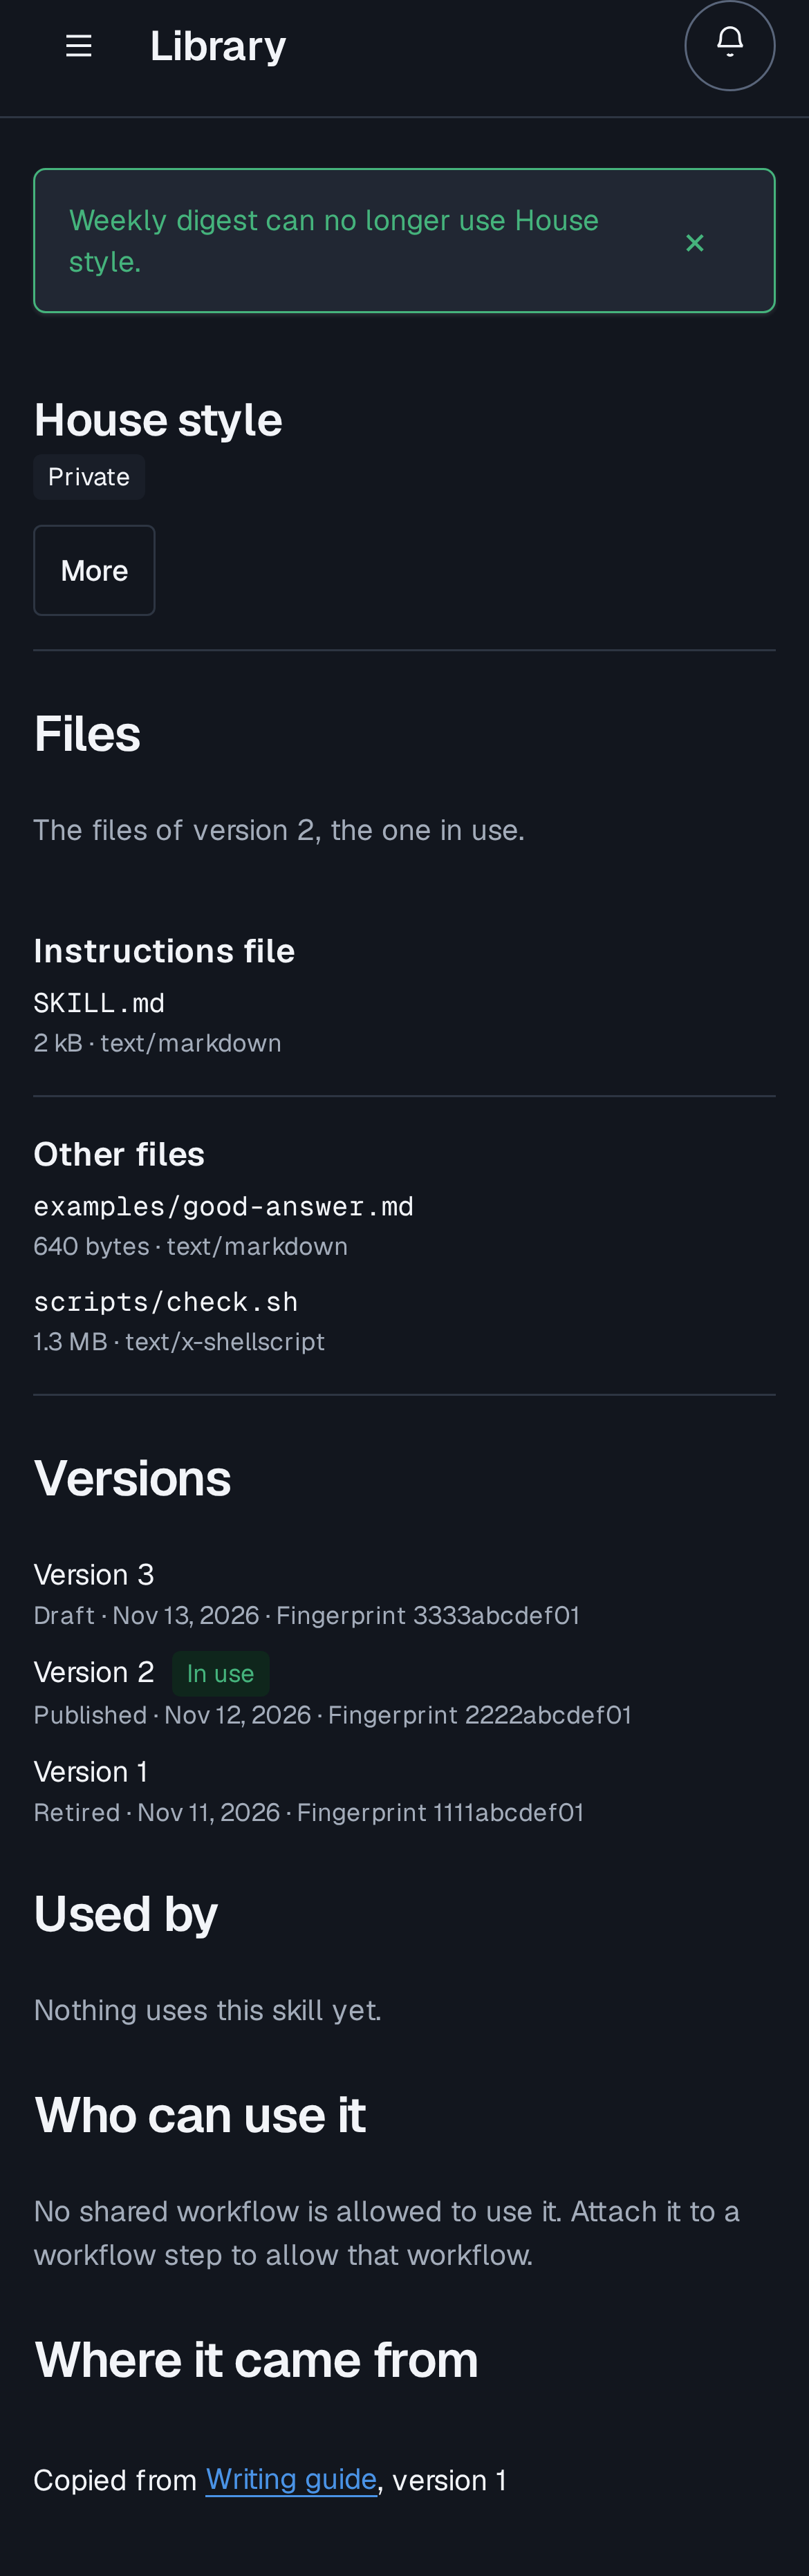 Library
Weekly digest can no longer use House
style.
House style
Private
More
Files
The files of version 2, the one in use.
Instructions file
SKILL.md
2 kB · text/markdown
Other files
examples/good-answer.md
640 bytes · text/markdown
scripts/check.sh
1.3 MB · text/x-shellscript
Versions
Version 3
Draft · Nov 13, 2026 · Fingerprint 3333abcdef01
Version 2 In use
Published · Nov 12, 2026 · Fingerprint 2222abcdef01
Version 1
Retired · Nov 11, 2026 · Fingerprint 1111abcdef01
Used by
Nothing uses this skill yet.
Who can use it
No shared workflow is allowed to use it. Attach it to a
workflow step to allow that workflow.
Where it came from
Copied from Writing guide, version 1